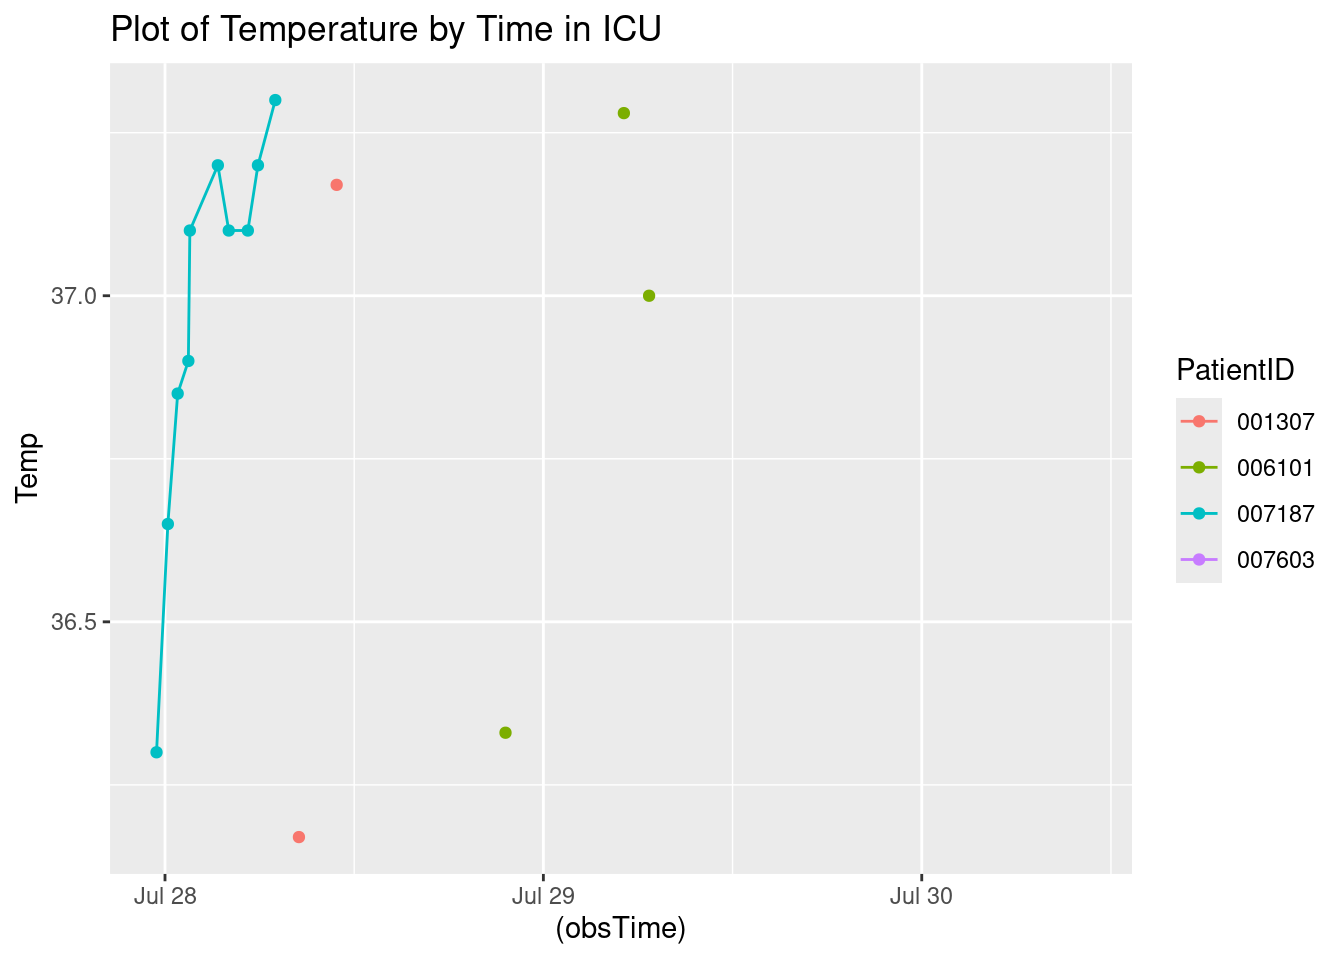 Plot of Temperature by Time in ICU
37.0
36.5
Temp
Jul 28
Jul 29
Jul 30
(obsTime)
PatientID
001307
006101
007187
007603